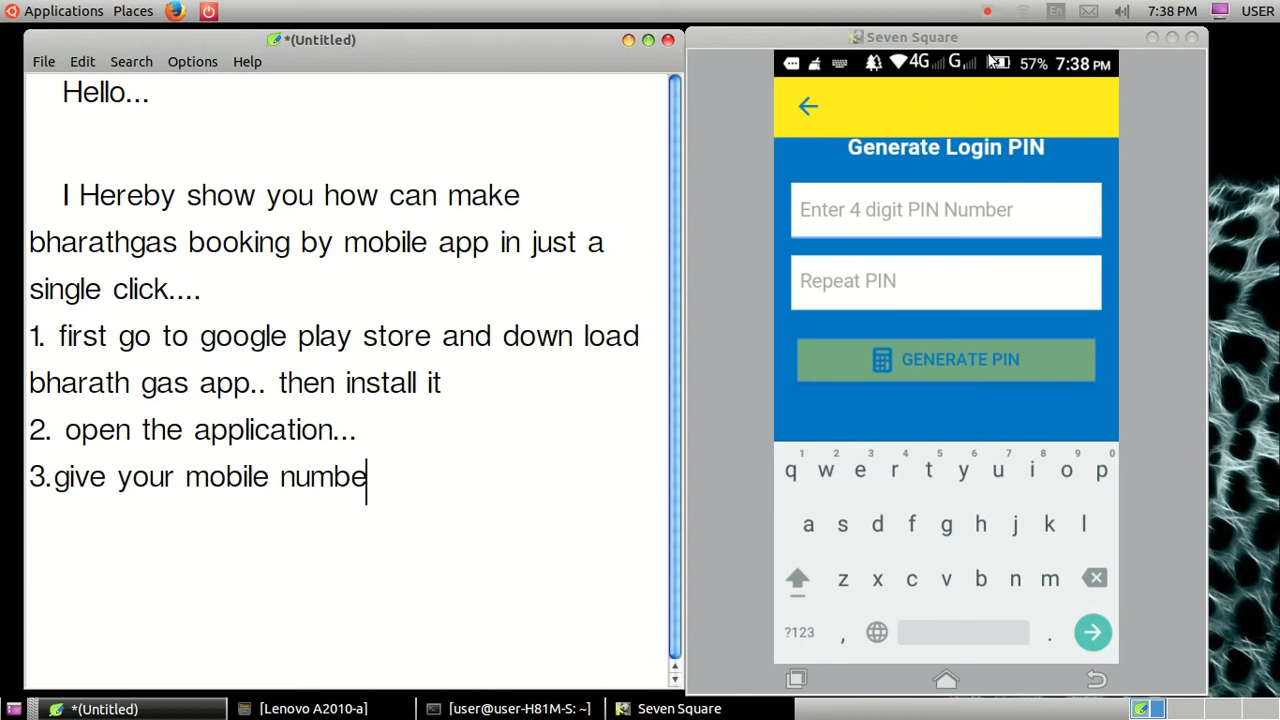 Applications Places En 7:38 PM USER
*(Untitled)
File Edit Search Options Help
Hello...
I Hereby show you how can make
bharathgas booking by mobile app in just a
single click....
1. first go to google play store and down load
bharath gas app.. then install it
2. open the application...
3.give your mobile numbe
Seven Square
4G G 57% 7:38 PM
Generate Login PIN
Enter 4 digit PIN Number
Repeat PIN
GENERATE PIN
1 2 3 4 5 6 7 8 9 0
q w e r t y u i o p
a s d f g h j k l
z x c v b n m
?123 , .
*(Untitled) [Lenovo A2010-a] [user@user-H81M-S: ~] Seven Square